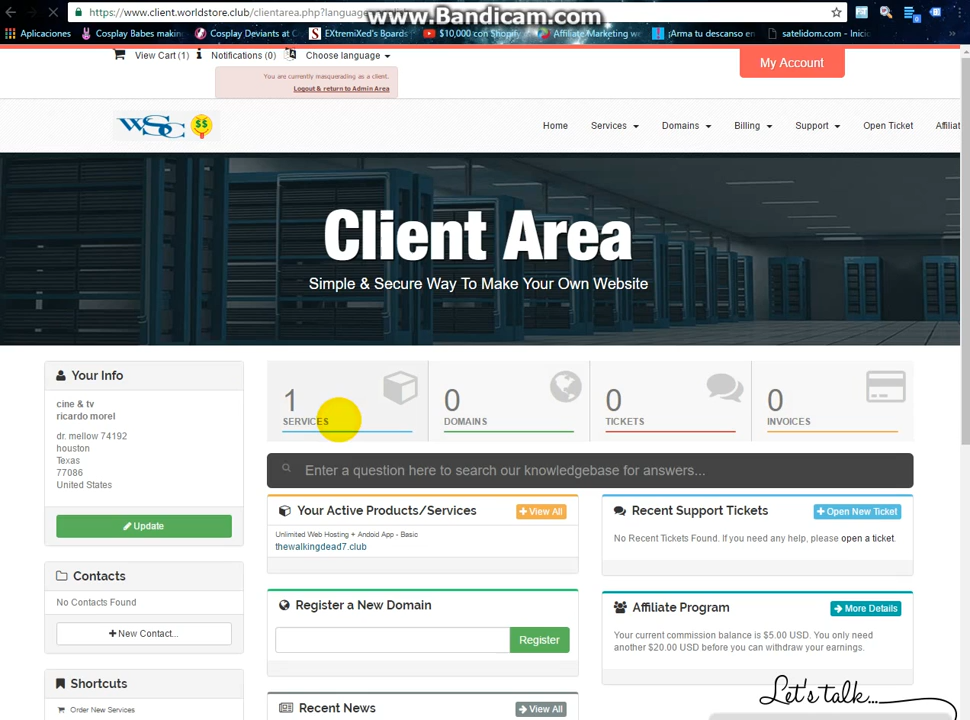 www.Bandicam.com
https://www.client.worldstore.club/clientarea.php?language
Aplicaciones
Cosplay Babes makin
Cosplay Deviants at C
EXtremiXed's Boards
$10,000 con Shopify
Affiliate Marketing w
¡Arma tu descanso en
satelidom.com - Inici
View Cart (1)
Notifications (0)
Choose language
My Account
You are currently masquerading as a client.
Logout & return to Admin Area
WSC $$
Home
Services
Domains
Billing
Support
Open Ticket
Affiliat
Client Area
Simple & Secure Way To Make Your Own Website
Your Info
cine & tv
ricardo morel
dr. mellow 74192
houston
Texas
77086
United States
Update
Contacts
No Contacts Found
New Contact...
Shortcuts
Order New Services
1
SERVICES
0
DOMAINS
0
TICKETS
0
INVOICES
Enter a question here to search our knowledgebase for answers...
Your Active Products/Services
View All
Unlimited Web Hosting + Andoid App - Basic
thewalkingdead7.club
Register a New Domain
Register
Recent News
View All
Recent Support Tickets
Open New Ticket
No Recent Tickets Found. If you need any help, please open a ticket.
Affiliate Program
More Details
Your current commission balance is $5.00 USD. You only need
another $20.00 USD before you can withdraw your earnings.
Let's talk...